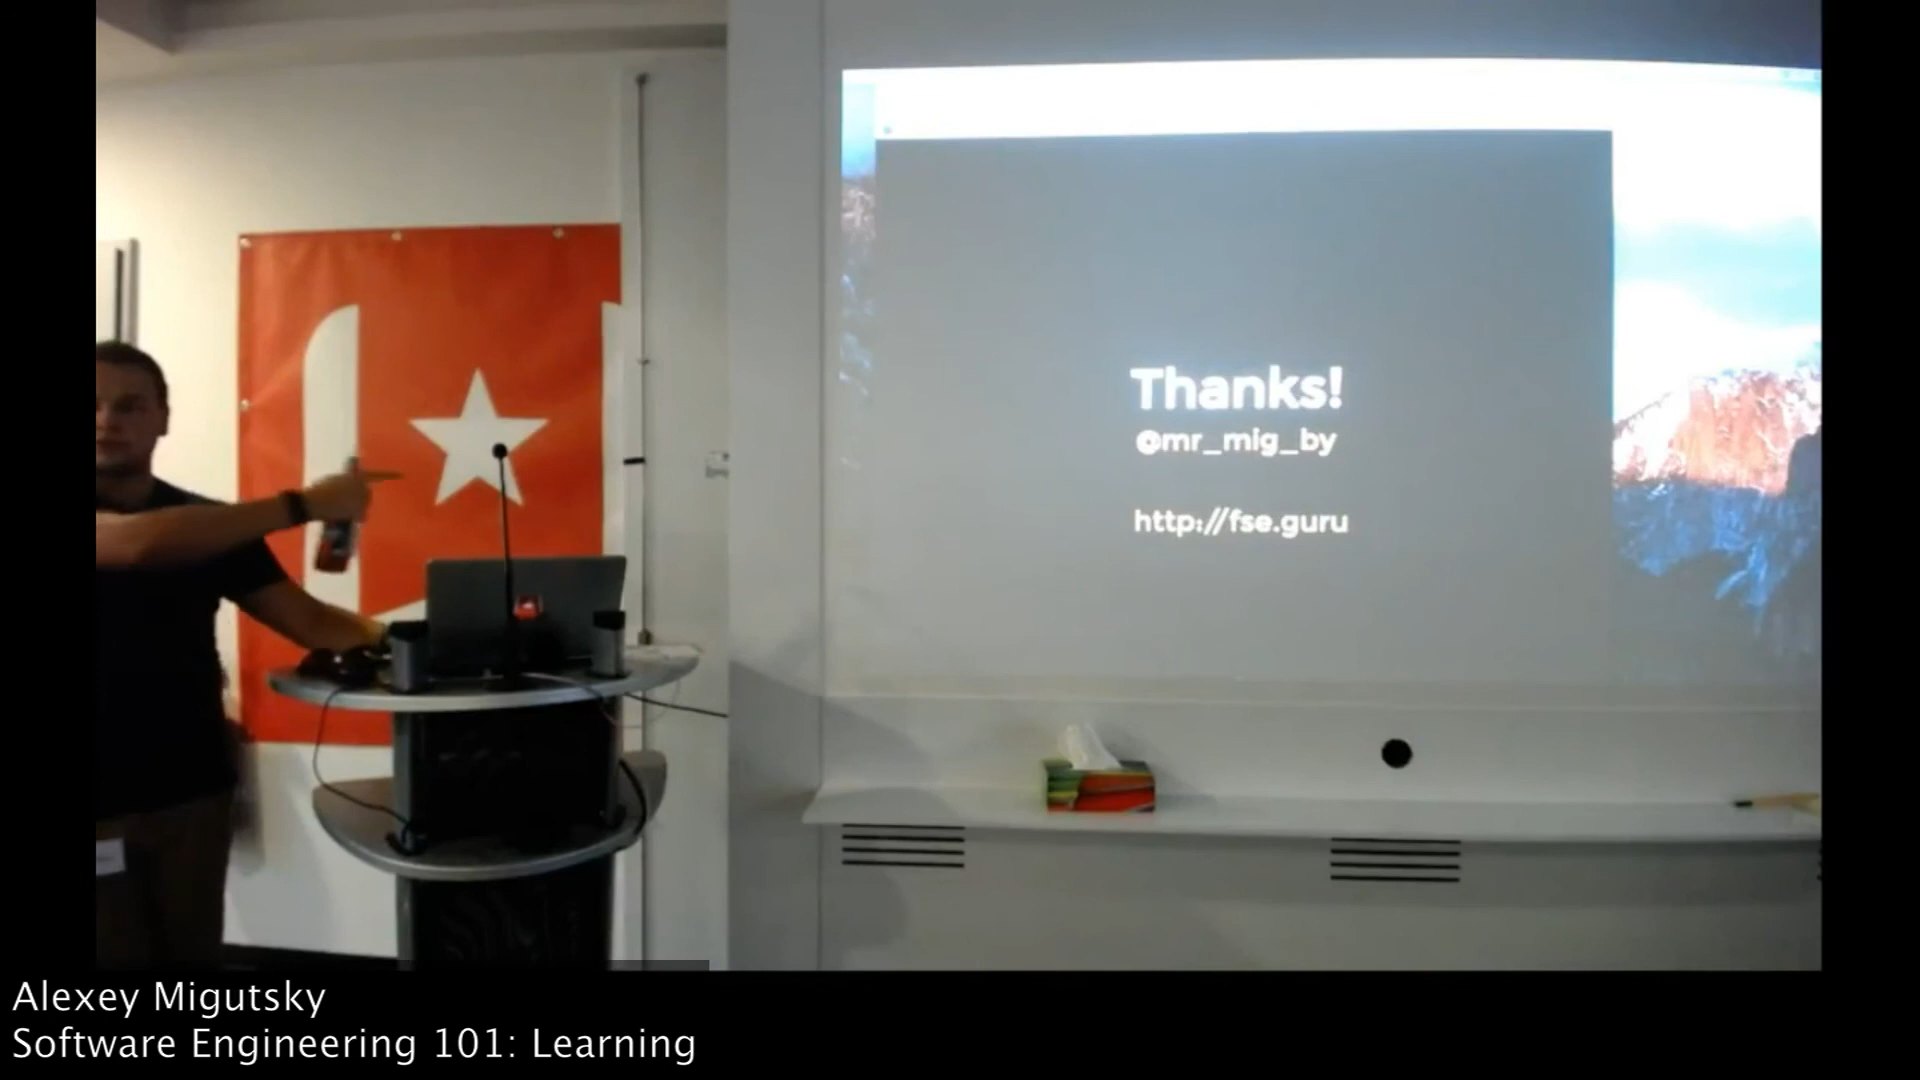 Thanks!
@mr_mig_by
http://fse.guru
Alexey Migutsky
Software Engineering 101: Learning